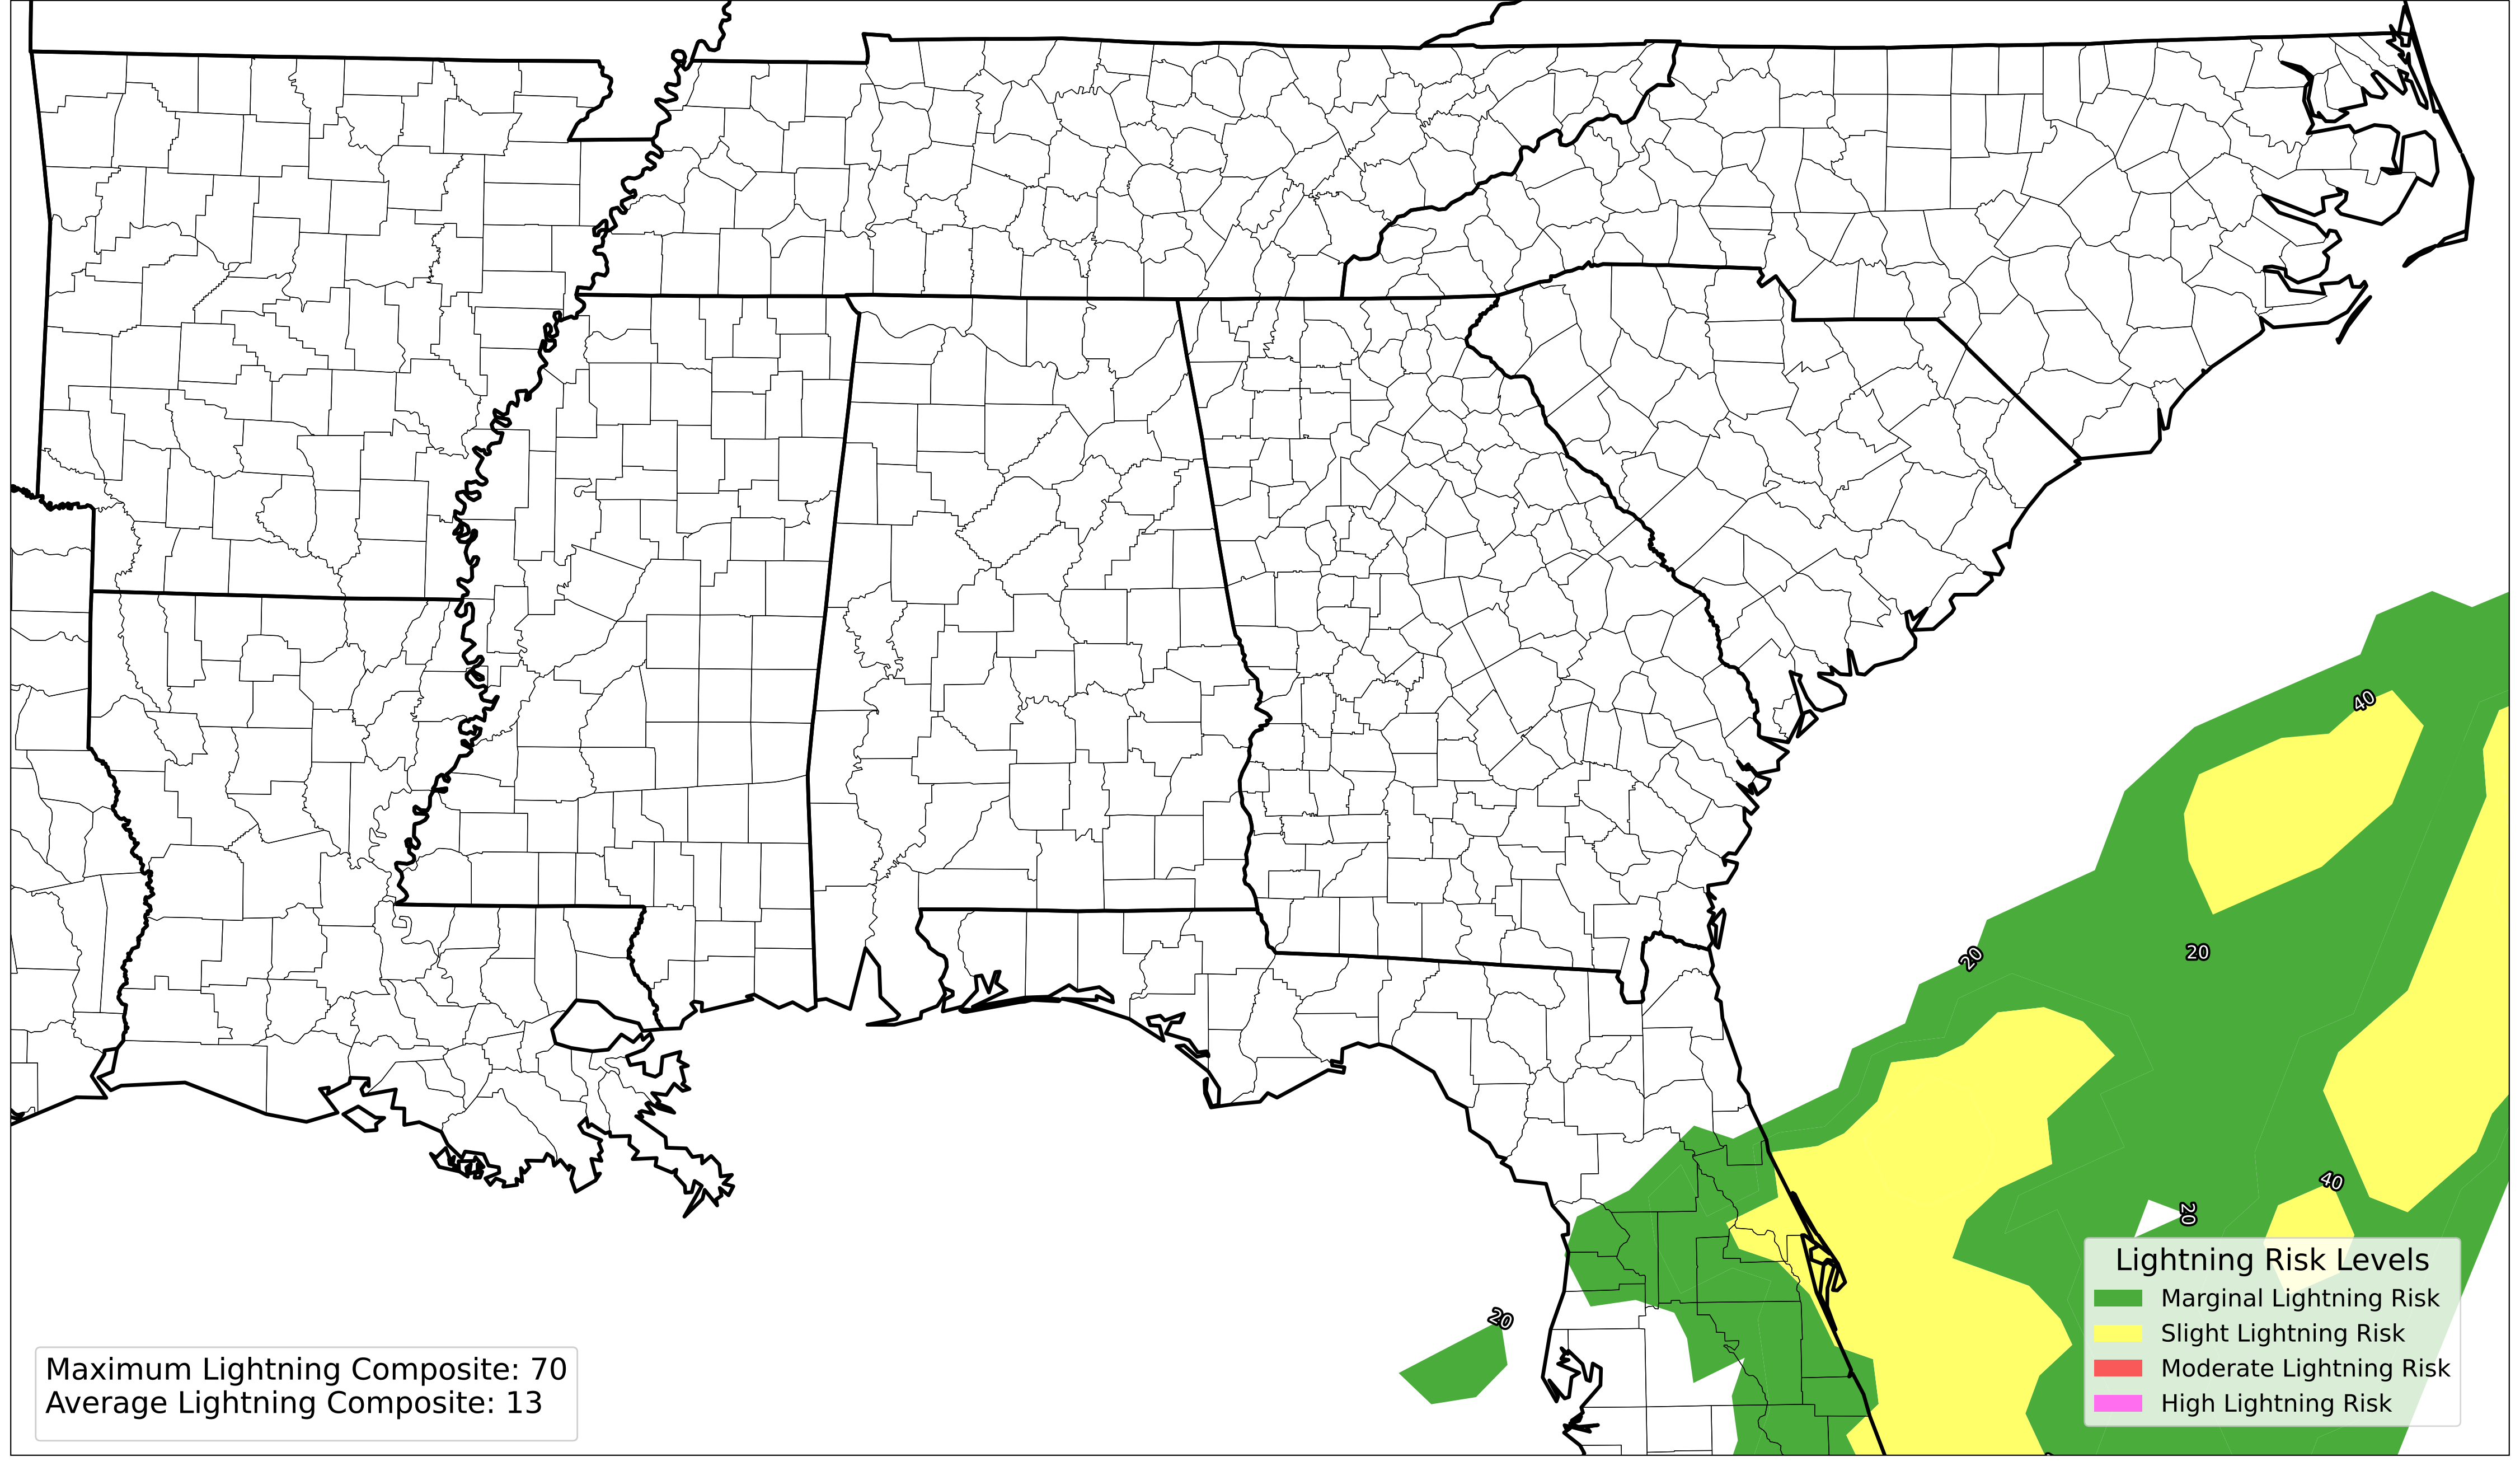 40
20
20
40
20
20
Lightning Risk Levels
Marginal Lightning Risk
Slight Lightning Risk
Moderate Lightning Risk
High Lightning Risk
Maximum Lightning Composite: 70
Average Lightning Composite: 13